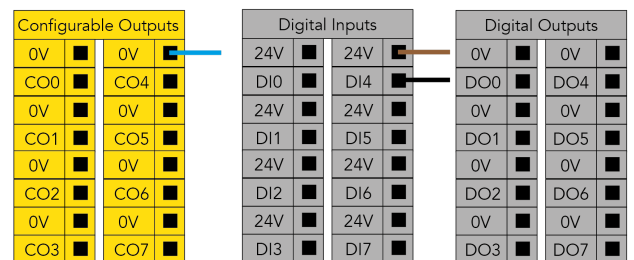 Configurable Outputs Digital Inputs Digital Outputs
0V 0V 24V 24V 0V 0V
CO0 CO4 DI0 DI4 DO0 DO4
0V 0V 24V 24V 0V 0V
CO1 CO5 DI1 DI5 DO1 DO5
0V 0V 24V 24V 0V 0V
CO2 CO6 DI2 DI6 DO2 DO6
0V 0V 24V 24V 0V 0V
CO3 CO7 DI3 DI7 DO3 DO7